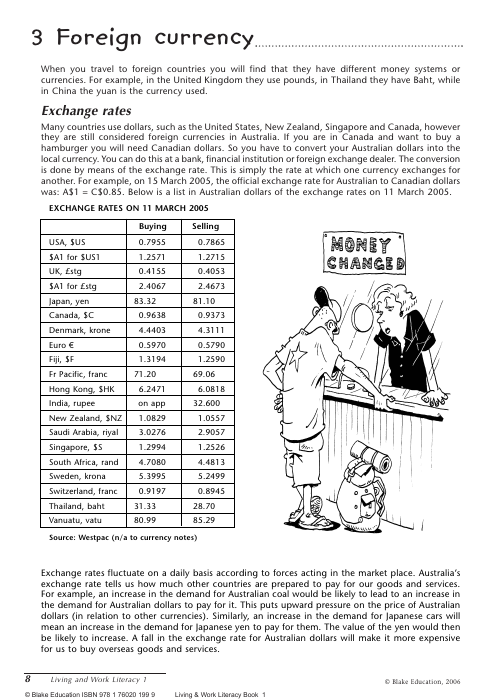 3 Foreign currency
When you travel to foreign countries you will find that they have different money systems or
currencies. For example, in the United Kingdom they use pounds, in Thailand they have Baht, while
in China the yuan is the currency used.
Exchange rates
Many countries use dollars, such as the United States, New Zealand, Singapore and Canada, however
they are still considered foreign currencies in Australia. If you are in Canada and want to buy a
hamburger you will need Canadian dollars. So you have to convert your Australian dollars into the
local currency. You can do this at a bank, financial institution or foreign exchange dealer. The conversion
is done by means of the exchange rate. This is simply the rate at which one currency exchanges for
another. For example, on 15 March 2005, the official exchange rate for Australian to Canadian dollars
was: A$1 = C$0.85. Below is a list in Australian dollars of the exchange rates on 11 March 2005.
EXCHANGE RATES ON 11 MARCH 2005
Buying Selling
USA, $US 0.7955 0.7865
$A1 for $US1 1.2571 1.2715
UK, £stg 0.4155 0.4053
$A1 for £stg 2.4067 2.4673
Japan, yen 83.32 81.10
Canada, $C 0.9638 0.9373
Denmark, krone 4.4403 4.3111
Euro € 0.5970 0.5790
Fiji, $F 1.3194 1.2590
Fr Pacific, franc 71.20 69.06
Hong Kong, $HK 6.2471 6.0818
India, rupee on app 32.600
New Zealand, $NZ 1.0829 1.0557
Saudi Arabia, riyal 3.0276 2.9057
Singapore, $S 1.2994 1.2526
South Africa, rand 4.7080 4.4813
Sweden, krona 5.3995 5.2499
Switzerland, franc 0.9197 0.8945
Thailand, baht 31.33 28.70
Vanuatu, vatu 80.99 85.29
Source: Westpac (n/a to currency notes)
MONEY
CHANGED
Exchange rates fluctuate on a daily basis according to forces acting in the market place. Australia's
exchange rate tells us how much other countries are prepared to pay for our goods and services.
For example, an increase in the demand for Australian coal would be likely to lead to an increase in
the demand for Australian dollars to pay for it. This puts upward pressure on the price of Australian
dollars (in relation to other currencies). Similarly, an increase in the demand for Japanese cars will
mean an increase in the demand for Japanese yen to pay for them. The value of the yen would then
be likely to increase. A fall in the exchange rate for Australian dollars will make it more expensive
for us to buy overseas goods and services.
8 Living and Work Literacy 1
© Blake Education, 2006
© Blake Education ISBN 978 1 76020 199 9 Living & Work Literacy Book 1